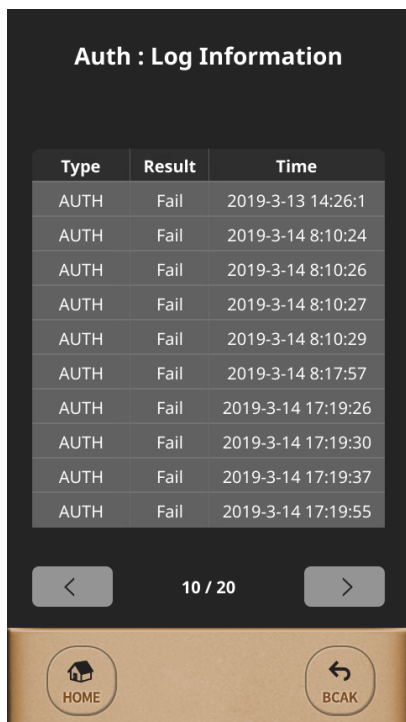 Auth : Log Information
Type Result Time
AUTH Fail 2019-3-13 14:26:1
AUTH Fail 2019-3-14 8:10:24
AUTH Fail 2019-3-14 8:10:26
AUTH Fail 2019-3-14 8:10:27
AUTH Fail 2019-3-14 8:10:29
AUTH Fail 2019-3-14 8:17:57
AUTH Fail 2019-3-14 17:19:26
AUTH Fail 2019-3-14 17:19:30
AUTH Fail 2019-3-14 17:19:37
AUTH Fail 2019-3-14 17:19:55
< 10 / 20 >
HOME BCAK